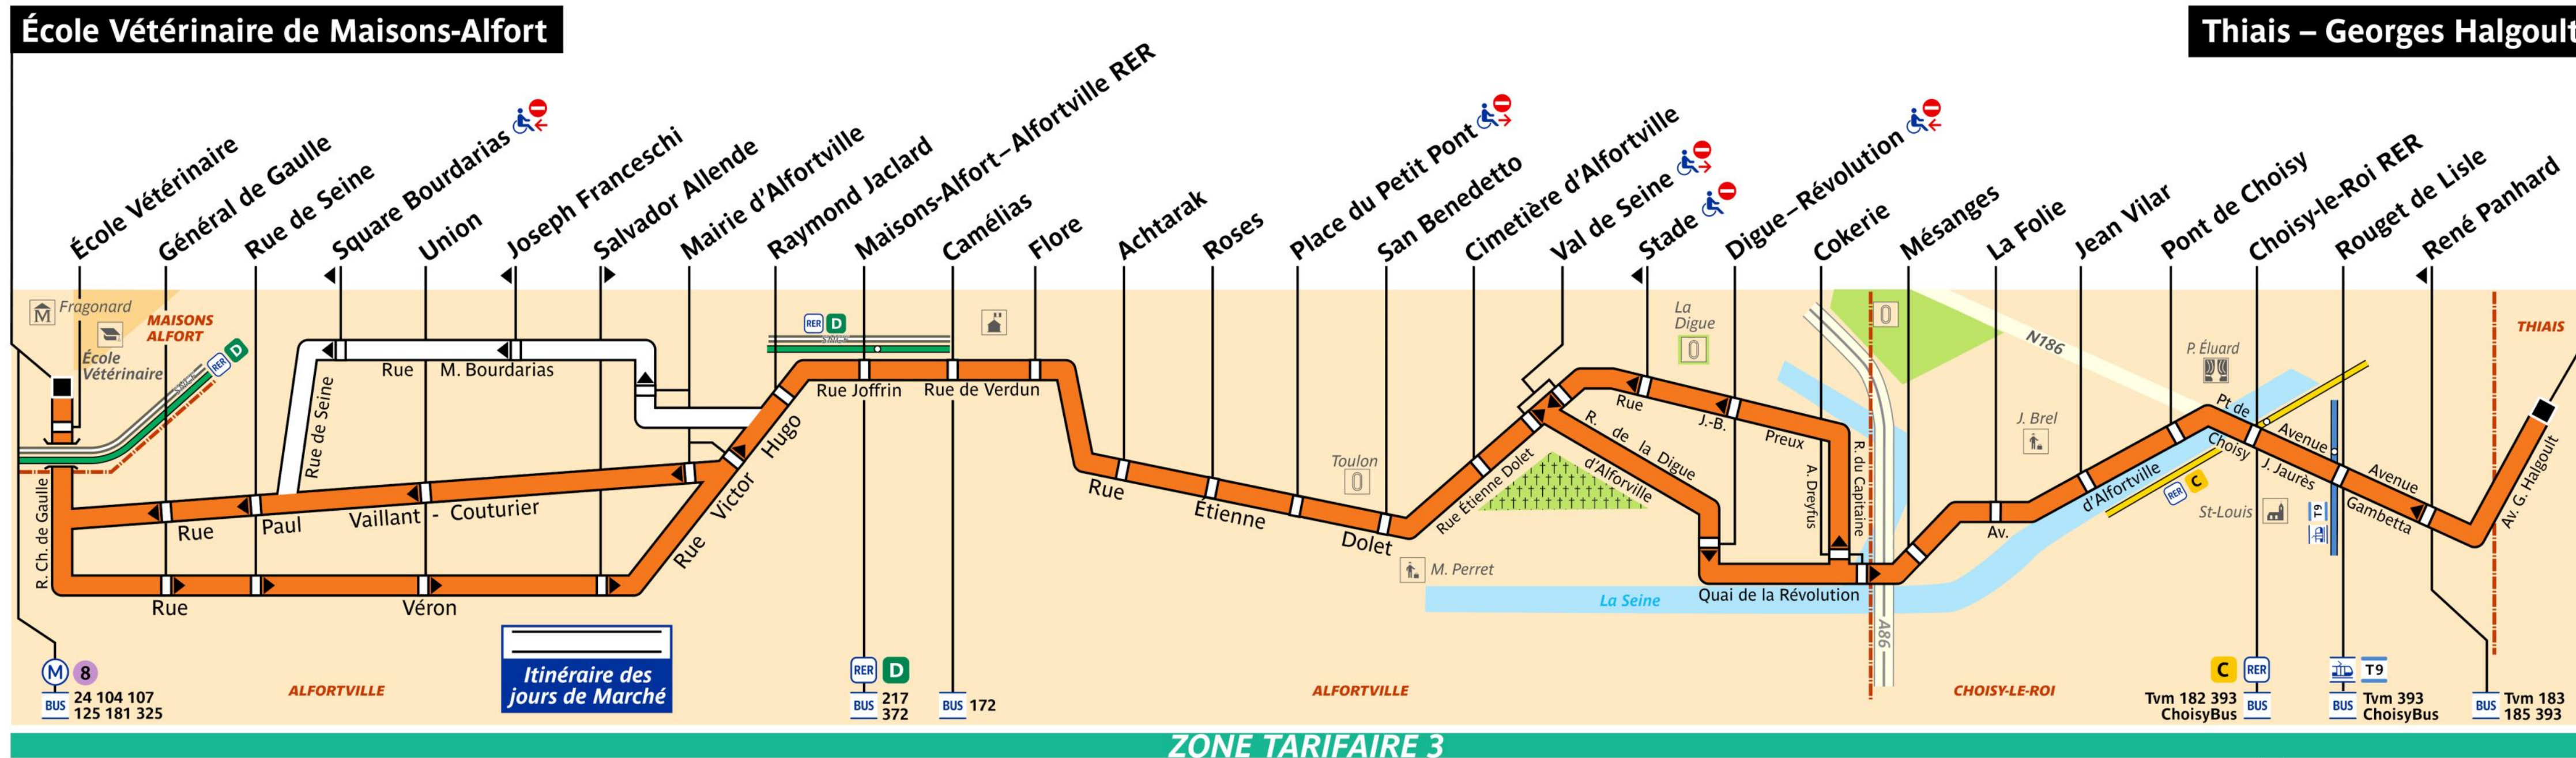 École Vétérinaire de Maisons-Alfort
Thiais – Georges Halgoult
École Vétérinaire
Général de Gaulle
Rue de Seine
Square Bourdarias
Union
Joseph Franceschi
Salvador Allende
Mairie d'Alfortville
Raymond Jaclard
Maisons-Alfort–Alfortville RER
Camélias
Flore
Achtarak
Roses
Place du Petit Pont
San Benedetto
Cimetière d'Alfortville
Val de Seine
Stade
Digue–Révolution
Cokerie
Mésanges
La Folie
Jean Vilar
Pont de Choisy
Choisy-le-Roi RER
Rouget de Lisle
René Panhard
M
Fragonard
MAISONS
ALFORT
École
Vétérinaire
RER D
R. Ch. de Gaulle
Rue de Seine
Rue M. Bourdarias
Rue Paul Vaillant - Couturier
Rue Véron
Rue Victor Hugo
RER D
Rue Joffrin
Rue de Verdun
Rue Étienne Dolet
Toulon
M. Perret
Rue Étienne Dolet
R. de la Digue
d'Alforville
La
Digue
Rue J.-B. Preux
A. Dreyfus
R. du Capitaine
Quai de la Révolution
La Seine
A86
N186
J. Brel
P. Éluard
Av. d'Alfortville
Pt de
Choisy
RER C
Avenue
J. Jaurès
St-Louis
T9
Avenue
Gambetta
Av. G. Halgoult
THIAIS
M 8
BUS 24 104 107
125 181 325
ALFORTVILLE
Itinéraire des
jours de Marché
RER D
BUS 217
372
BUS 172
ALFORTVILLE
CHOISY-LE-ROI
C RER
Tvm 182 393
ChoisyBus BUS
T9
BUS Tvm 393
ChoisyBus
BUS Tvm 183
185 393
ZONE TARIFAIRE 3